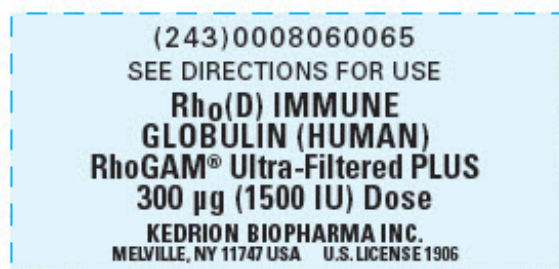 (243)0008060065
SEE DIRECTIONS FOR USE
Rho(D) IMMUNE
GLOBULIN (HUMAN)
RhoGAM® Ultra-Filtered PLUS
300 µg (1500 IU) Dose
KEDRION BIOPHARMA INC.
MELVILLE, NY 11747 USA U.S. LICENSE 1906